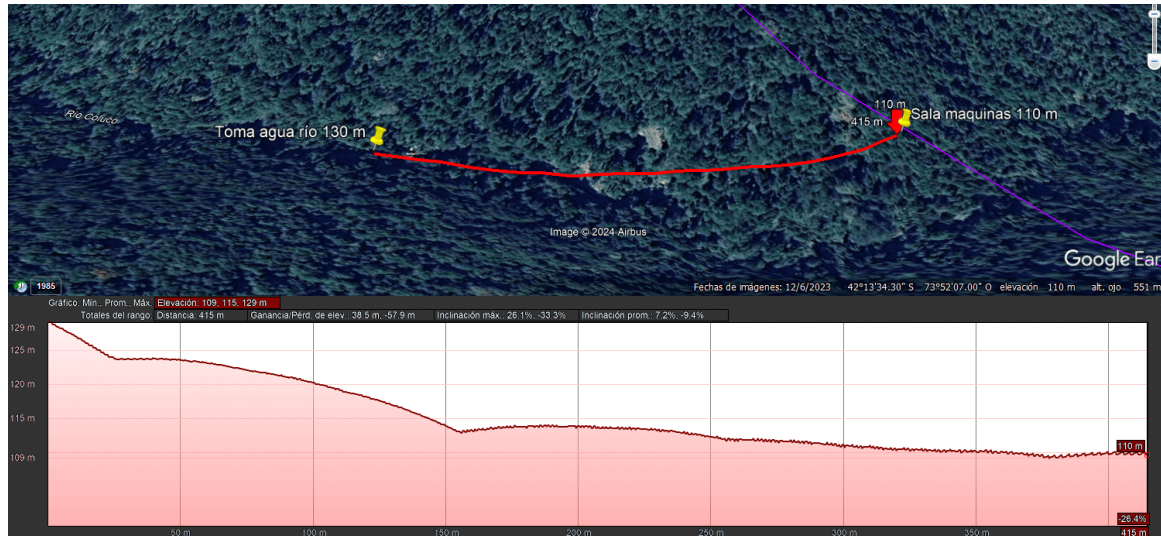 Rio Coluco
Toma agua río 130 m
110 m
415 m
Sala maquinas 110 m
Image © 2024 Airbus
Google Ear
1985
Fechas de imágenes: 12/6/2023 42°13'34.30" S 73°52'07.00" O elevación 110 m alt. ojo 551 m
Gráfico: Mín., Prom., Máx. Elevación: 109, 115, 129 m
Totales del rango: Distancia: 415 m Ganancia/Pérd. de elev.: 38.5 m, -57.9 m Inclinación máx.: 26.1%, -33.3% Inclinación prom.: 7.2%, -9.4%
129 m
125 m
120 m
115 m
110 m
109 m
-26.4%
50 m 100 m 150 m 200 m 250 m 300 m 350 m 415 m